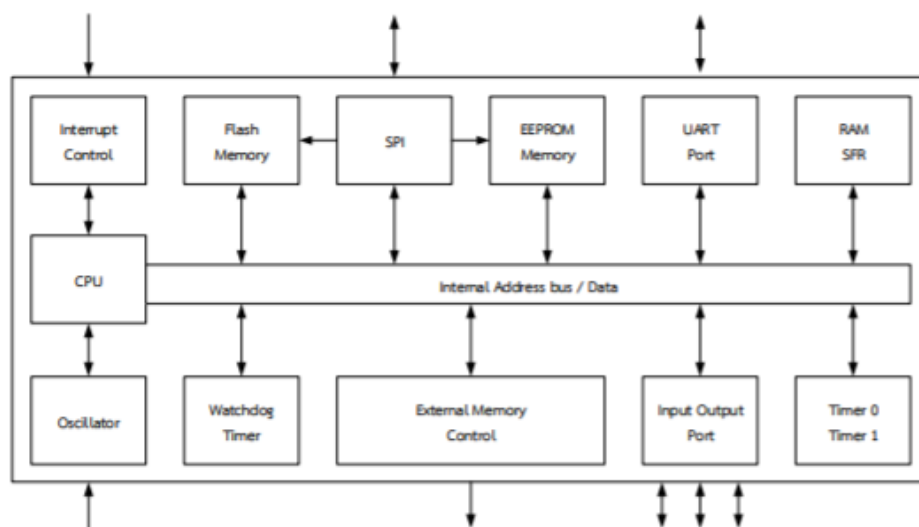 Interrupt
Control
Flash
Memory
SPI
EEPROM
Memory
UART
Port
RAM
SFR
CPU
Internal Address bus / Data
Oscillator
Watchdog
Timer
External Memory
Control
Input Output
Port
Timer 0
Timer 1